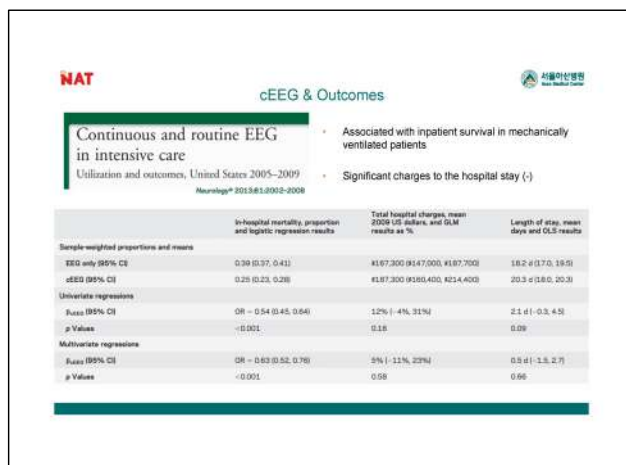 NAT
서울아산병원
Asan Medical Center
cEEG & Outcomes
Continuous and routine EEG
in intensive care
Utilization and outcomes, United States 2005–2009
Neurology® 2013;81:2002–2008
• Associated with inpatient survival in mechanically
ventilated patients
• Significant charges to the hospital stay (-)
In-hospital mortality, proportion
and logistic regression results
Total hospital charges, mean
2009 US dollars, and GLM
results as %
Length of stay, mean
days and OLS results
Sample-weighted proportions and means
EEG only (95% CI) 0.39 (0.37, 0.41) $167,300 ($147,000, $187,700) 18.2 d (17.0, 19.5)
cEEG (95% CI) 0.25 (0.23, 0.28) $187,300 ($160,400, $214,400) 20.3 d (18.0, 20.3)
Univariate regressions
βcEEG (95% CI) OR = 0.54 (0.45, 0.64) 12% (−4%, 31%) 2.1 d (−0.3, 4.5)
p Values <0.001 0.16 0.09
Multivariate regressions
βcEEG (95% CI) OR = 0.63 (0.52, 0.76) 5% (−11%, 23%) 0.5 d (−1.5, 2.7)
p Values <0.001 0.58 0.66